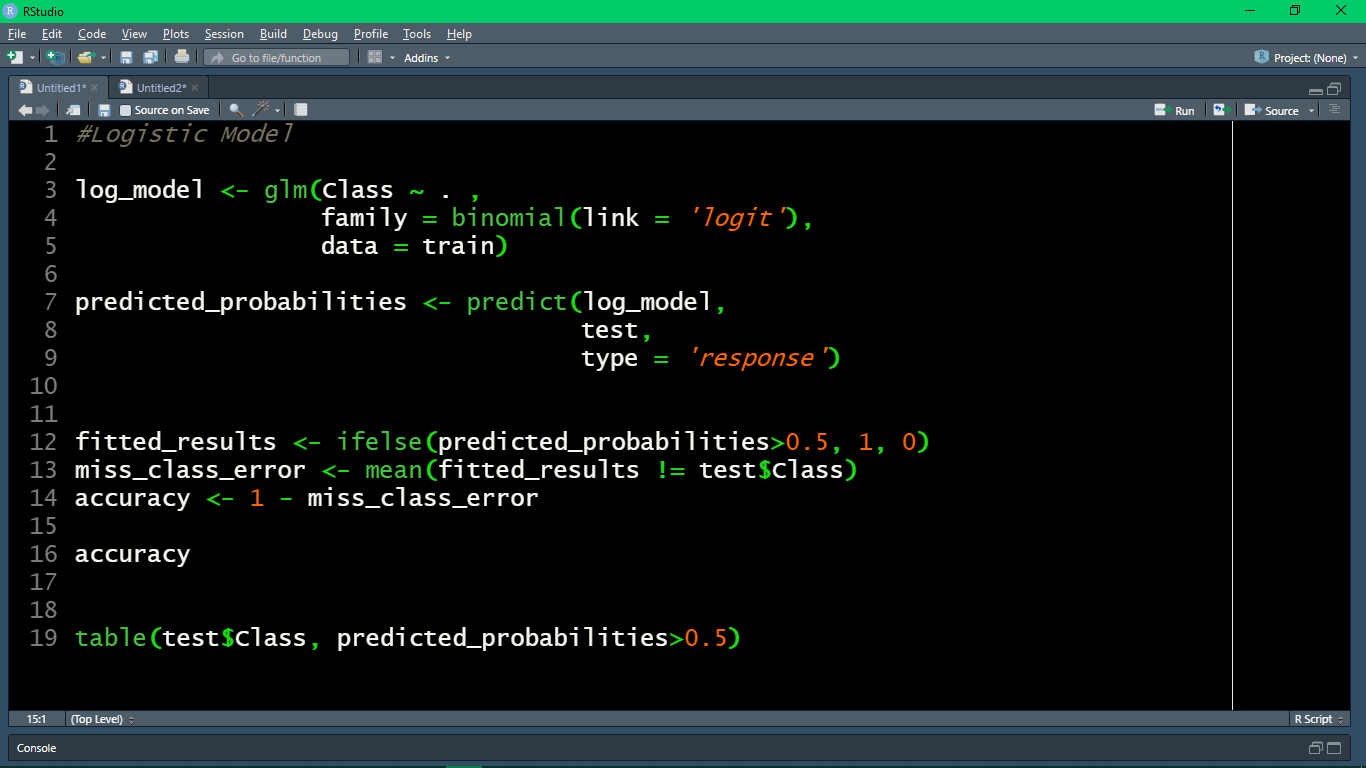 RStudio
File Edit Code View Plots Session Build Debug Profile Tools Help
Go to file/function Addins Project: (None)
Untitled1* Untitled2*
Source on Save Run Source
1 #Logistic Model
2
3 log_model <- glm(Class ~ . ,
4 family = binomial(link = 'logit'),
5 data = train)
6
7 predicted_probabilities <- predict(log_model,
8 test,
9 type = 'response')
10
11
12 fitted_results <- ifelse(predicted_probabilities>0.5, 1, 0)
13 miss_class_error <- mean(fitted_results != test$Class)
14 accuracy <- 1 - miss_class_error
15
16 accuracy
17
18
19 table(test$Class, predicted_probabilities>0.5)
15:1 (Top Level) R Script
Console